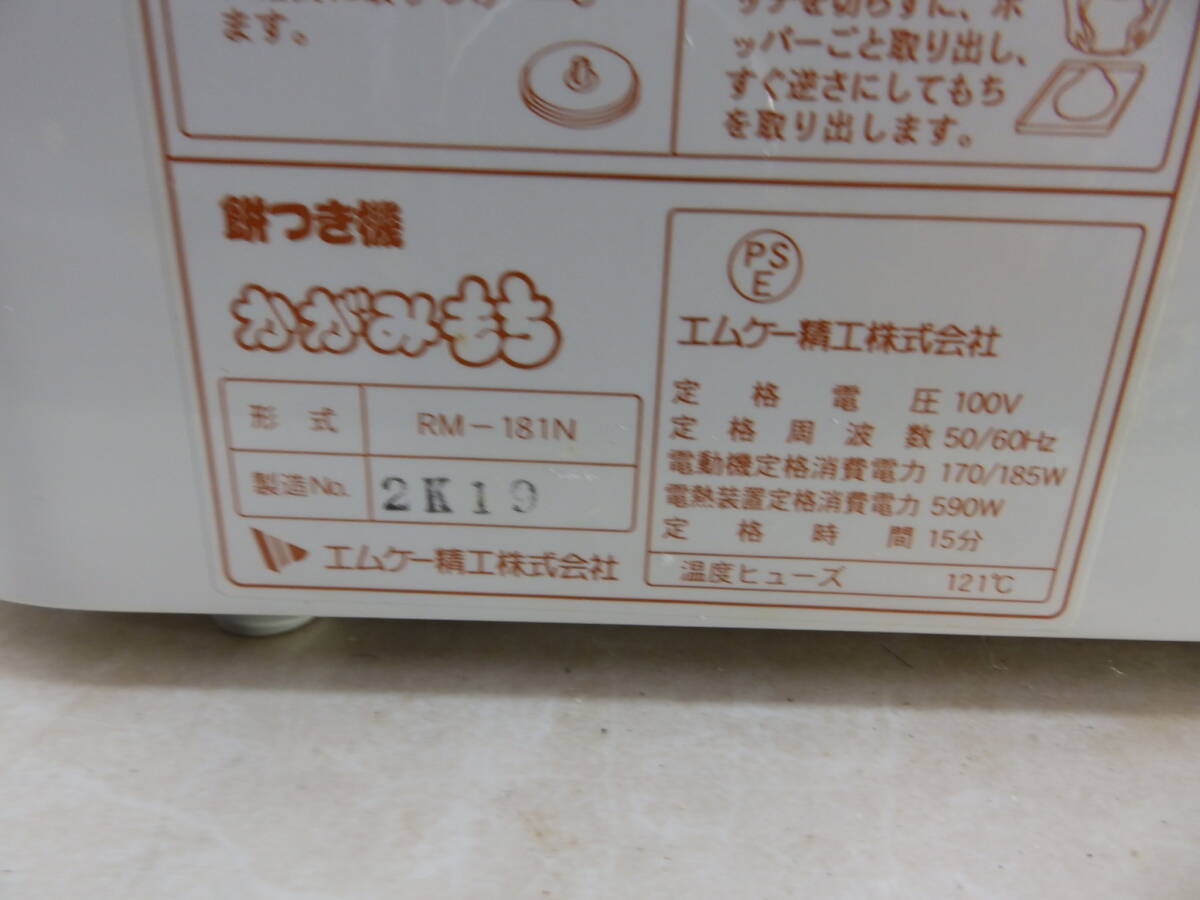 ます。
ッパーごと取り出し、
すぐ逆さにしてもち
を取り出します。
餅つき機
かがみもち
形式 RM-181N
製造No. 2K19
エムケー精工株式会社
PSE
エムケー精工株式会社
定格電圧 100V
定格周波数 50/60Hz
電動機定格消費電力 170/185W
電熱装置定格消費電力 590W
定格時間 15分
温度ヒューズ 121℃